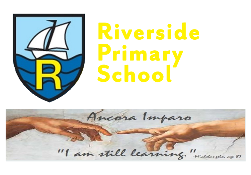 R
Riverside
Primary
School
Ancora Imparo
"I am still learning."